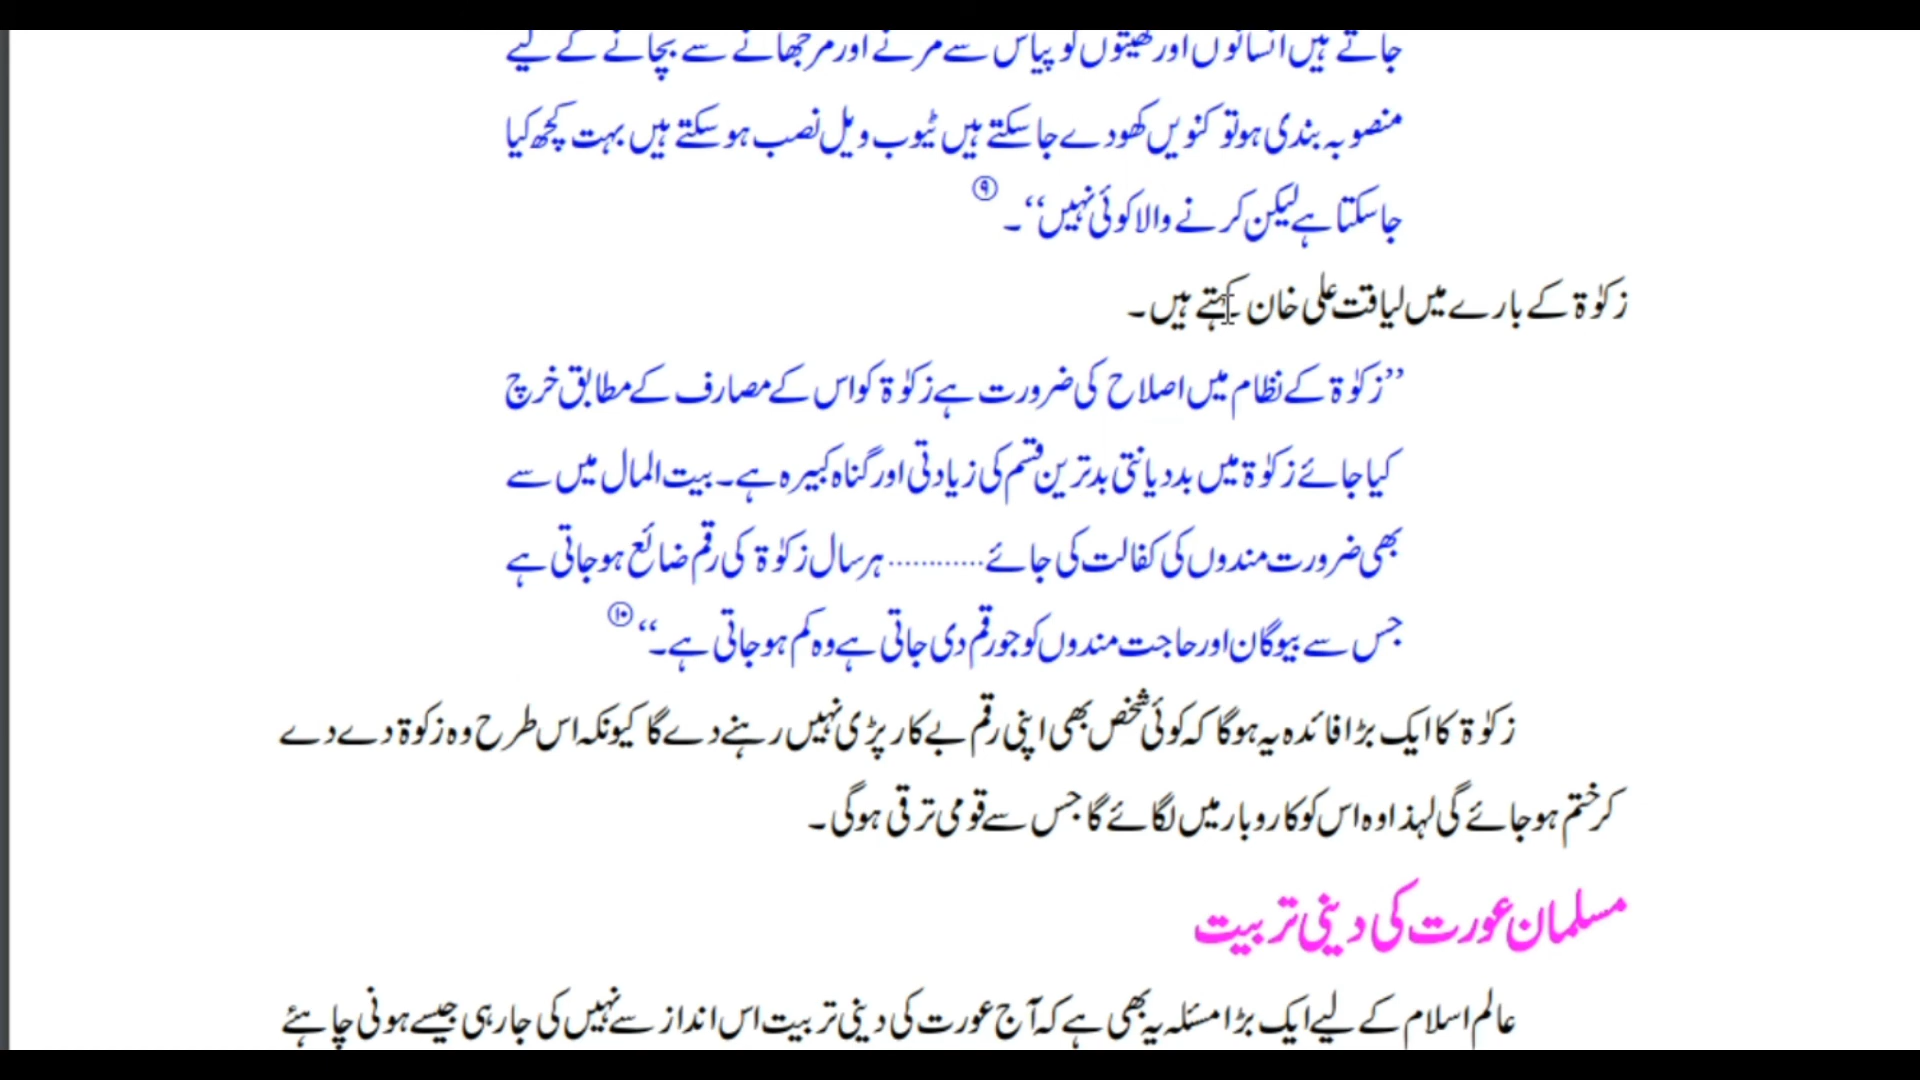 جاتے ہیں انسانوں اور کھیتوں کو پیاس سے مرنے اور مرجھانے سے بچانے کے لیے
منصوبہ بندی ہو تو کنویں کھودے جا سکتے ہیں ٹیوب ویل نصب ہو سکتے ہیں بہت کچھ کیا
جا سکتا ہے لیکن کرنے والا کوئی نہیں‘‘۔ ⑨
زکوٰۃ کے بارے میں لیاقت علی خان کہتے ہیں۔
’’زکوٰۃ کے نظام میں اصلاح کی ضرورت ہے زکوٰۃ کو اس کے مصارف کے مطابق خرچ
کیا جائے زکوٰۃ میں بددیانتی بدترین قسم کی زیادتی اور گناہ کبیرہ ہے۔ بیت المال میں سے
بھی ضرورت مندوں کی کفالت کی جائے ............ ہر سال زکوٰۃ کی رقم ضائع ہو جاتی ہے
جس سے بیوگان اور حاجت مندوں کو جو رقم دی جاتی ہے وہ کم ہو جاتی ہے۔‘‘ ⑩
زکوٰۃ کا ایک بڑا فائدہ یہ ہوگا کہ کوئی شخص بھی اپنی رقم بے کار پڑی نہیں رہنے دے گا کیونکہ اس طرح وہ زکوۃ دے دے
کر ختم ہو جائے گی لہذا وہ اس کو کاروبار میں لگائے گا جس سے قومی ترقی ہوگی۔
مسلمان عورت کی دینی تربیت
عالم اسلام کے لیے ایک بڑا مسئلہ یہ بھی ہے کہ آج عورت کی دینی تربیت اس انداز سے نہیں کی جا رہی جیسے ہونی چاہئے